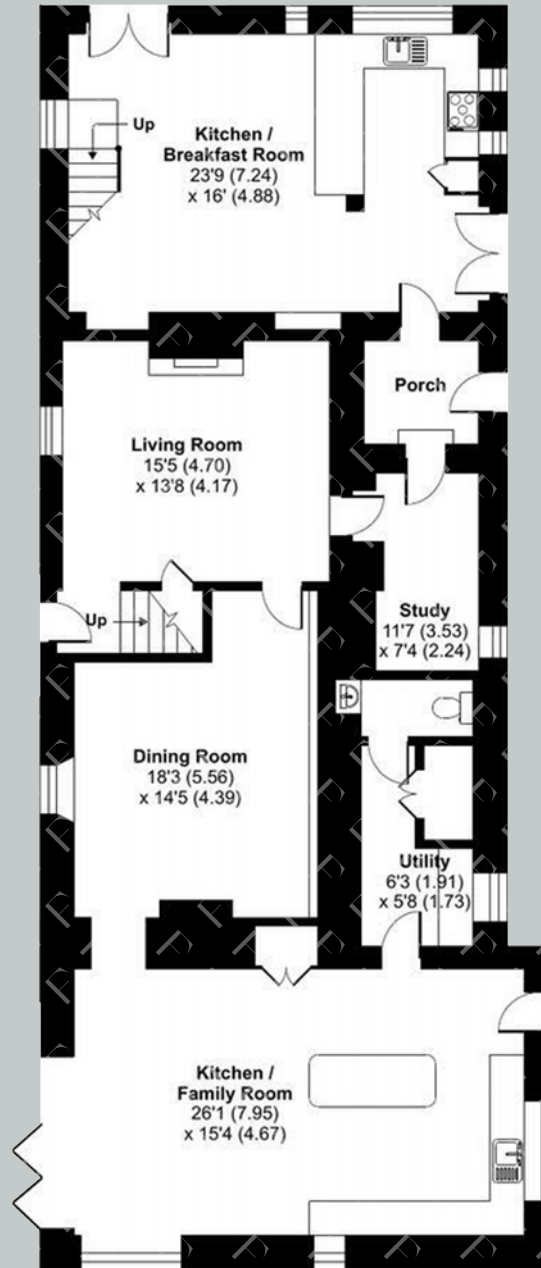 Up
Kitchen /
Breakfast Room
23'9 (7.24)
x 16' (4.88)
Porch
Living Room
15'5 (4.70)
x 13'8 (4.17)
Up
Study
11'7 (3.53)
x 7'4 (2.24)
Dining Room
18'3 (5.56)
x 14'5 (4.39)
Utility
6'3 (1.91)
x 5'8 (1.73)
Kitchen /
Family Room
26'1 (7.95)
x 15'4 (4.67)